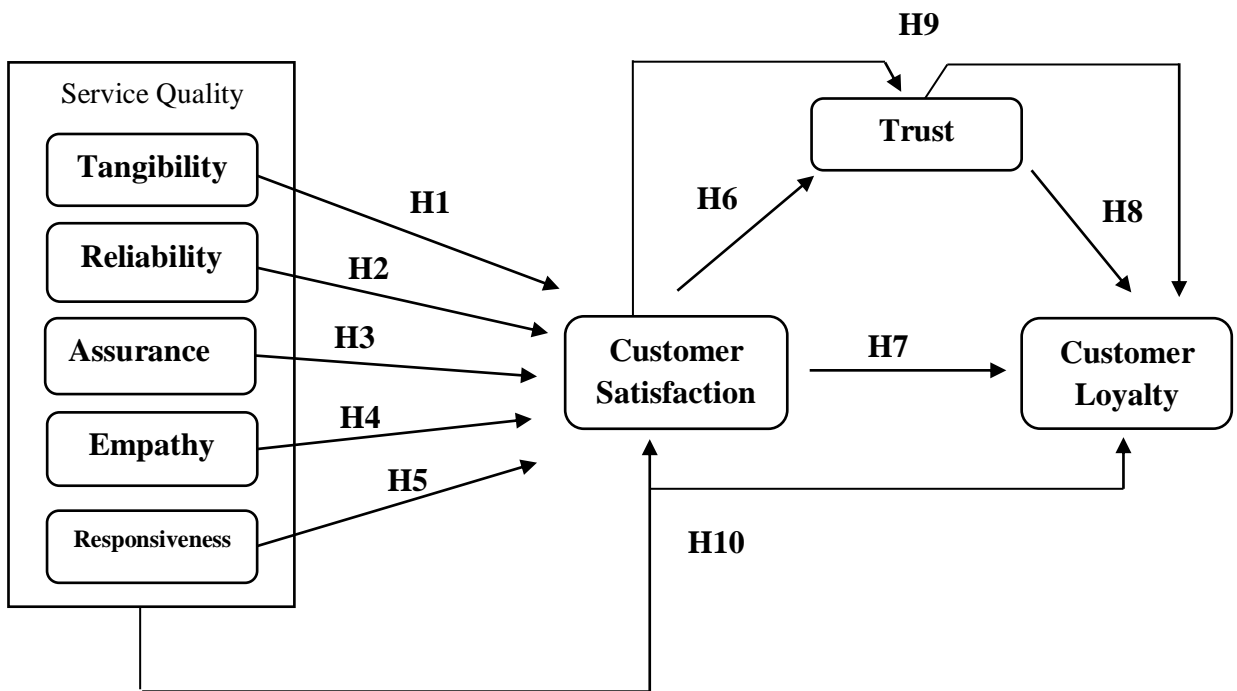 H9
Service Quality
Trust
Tangibility
H1
H6
H8
Reliability
H2
Assurance
H3
Customer
Satisfaction
H7
Customer
Loyalty
Empathy
H4
H5
Responsiveness
H10